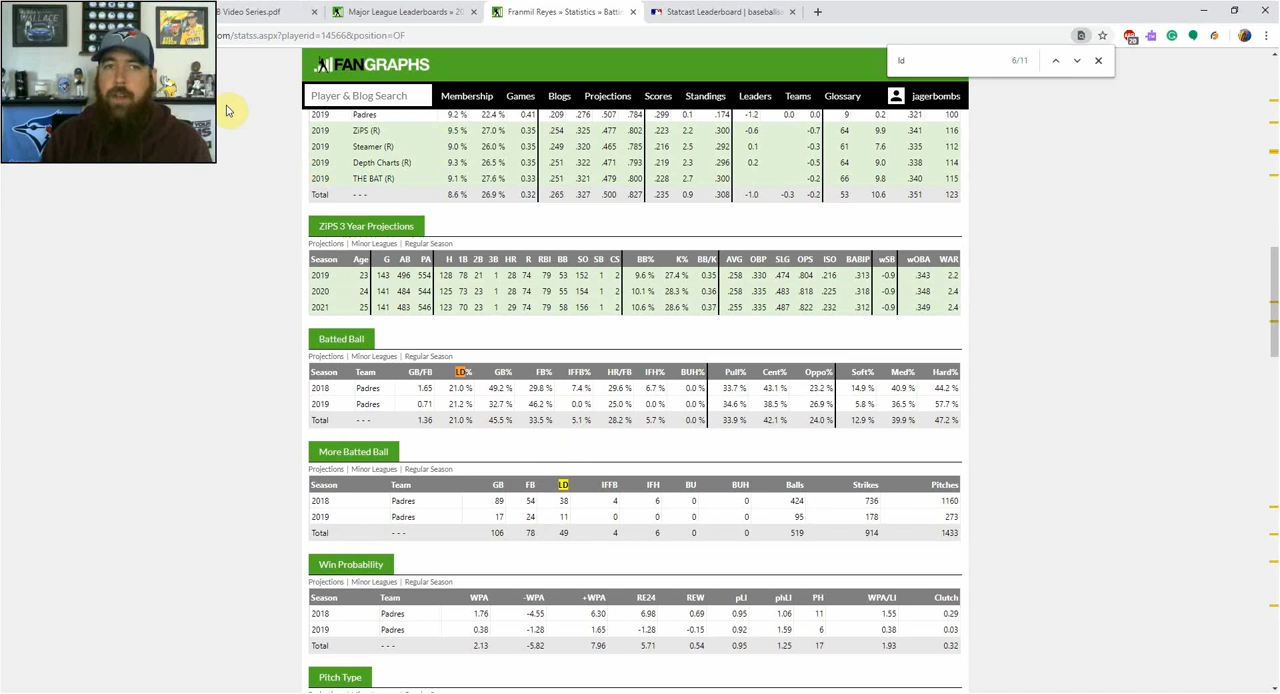 B Video Series.pdf
Major League Leaderboards » 20
Franmil Reyes » Statistics » Batti
Statcast Leaderboard | baseballsa
om/statss.aspx?playerid=14566&position=OF
ld 6/11
FANGRAPHS
Player & Blog Search Membership Games Blogs Projections Scores Standings Leaders Teams Glossary jagerbombs
2019 Padres 9.2 % 22.4 % 0.41 .209 .276 .507 .784 .299 0.1 .174 -1.2 0.0 0.0 9 0.2 .321 100
2019 ZiPS (R) 9.5 % 27.0 % 0.35 .254 .325 .477 .802 .223 2.2 .300 -0.6 -0.7 64 9.9 .341 116
2019 Steamer (R) 9.0 % 26.0 % 0.35 .249 .320 .465 .785 .216 2.5 .292 0.1 -0.3 61 7.6 .335 112
2019 Depth Charts (R) 9.3 % 26.5 % 0.35 .251 .322 .471 .793 .219 2.3 .296 0.2 -0.5 64 9.0 .338 114
2019 THE BAT (R) 9.1 % 27.6 % 0.33 .251 .321 .479 .800 .228 2.7 .300 -0.2 66 9.8 .340 115
Total - - - 8.6 % 26.9 % 0.32 .265 .327 .500 .827 .235 0.9 .308 -1.0 -0.3 -0.2 53 10.6 .351 123
ZiPS 3 Year Projections
Projections | Minor Leagues | Regular Season
Season Age G AB PA H 1B 2B 3B HR R RBI BB SO SB CS BB% K% BB/K AVG OBP SLG OPS ISO BABIP wSB wOBA WAR
2019 23 143 496 554 128 78 21 1 28 74 79 53 152 1 2 9.6 % 27.4 % 0.35 .258 .330 .474 .804 .216 .313 -0.9 .343 2.2
2020 24 141 484 544 125 73 23 1 28 74 79 55 154 1 2 10.1 % 28.3 % 0.36 .258 .335 .483 .818 .225 .318 -0.9 .348 2.4
2021 25 141 483 546 123 70 23 1 29 74 79 58 156 1 2 10.6 % 28.6 % 0.37 .255 .335 .487 .822 .232 .312 -0.9 .349 2.4
Batted Ball
Projections | Minor Leagues | Regular Season
Season Team GB/FB LD% GB% FB% IFFB% HR/FB IFH% BUH% Pull% Cent% Oppo% Soft% Med% Hard%
2018 Padres 1.65 21.0 % 49.2 % 29.8 % 7.4 % 29.6 % 6.7 % 0.0 % 33.7 % 43.1 % 23.2 % 14.9 % 40.9 % 44.2 %
2019 Padres 0.71 21.2 % 32.7 % 46.2 % 0.0 % 25.0 % 0.0 % 0.0 % 34.6 % 38.5 % 26.9 % 5.8 % 36.5 % 57.7 %
Total - - - 1.36 21.0 % 45.5 % 33.5 % 5.1 % 28.2 % 5.7 % 0.0 % 33.9 % 42.1 % 24.0 % 12.9 % 39.9 % 47.2 %
More Batted Ball
Projections | Minor Leagues | Regular Season
Season Team GB FB LD IFFB IFH BU BUH Balls Strikes Pitches
2018 Padres 89 54 38 4 6 0 0 424 736 1160
2019 Padres 17 24 11 0 0 0 0 95 178 273
Total - - - 106 78 49 4 6 0 0 519 914 1433
Win Probability
Projections | Minor Leagues | Regular Season
Season Team WPA -WPA +WPA RE24 REW pLI phLI PH WPA/LI Clutch
2018 Padres 1.76 -4.55 6.30 6.98 0.69 0.95 1.06 11 1.55 0.29
2019 Padres 0.38 -1.28 1.65 -1.28 -0.15 0.92 1.59 6 0.38 0.03
Total - - - 2.13 -5.82 7.96 5.71 0.54 0.95 1.25 17 1.93 0.32
Pitch Type